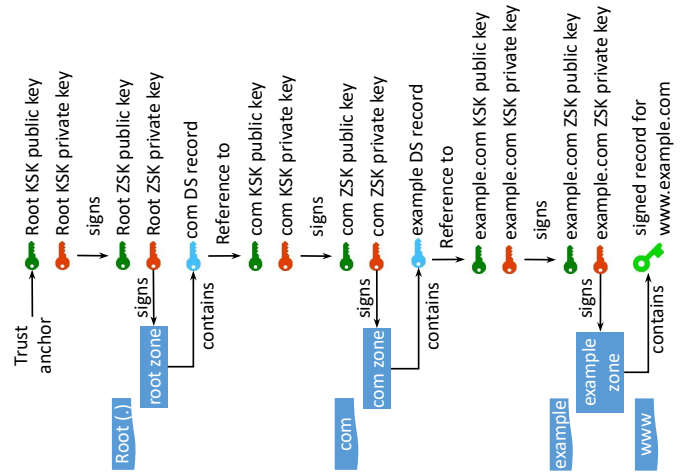 Trust
anchor
Root KSK public key
Root KSK private key
signs
Root ZSK public key
Root ZSK private key
signs
Root (.)
root zone
contains
com DS record
Reference to
com KSK public key
com KSK private key
signs
com ZSK public key
com ZSK private key
signs
com
com zone
contains
example DS record
Reference to
example.com KSK public key
example.com KSK private key
signs
example.com ZSK public key
example.com ZSK private key
signs
example
example
zone
contains
www
signed record for
www.example.com